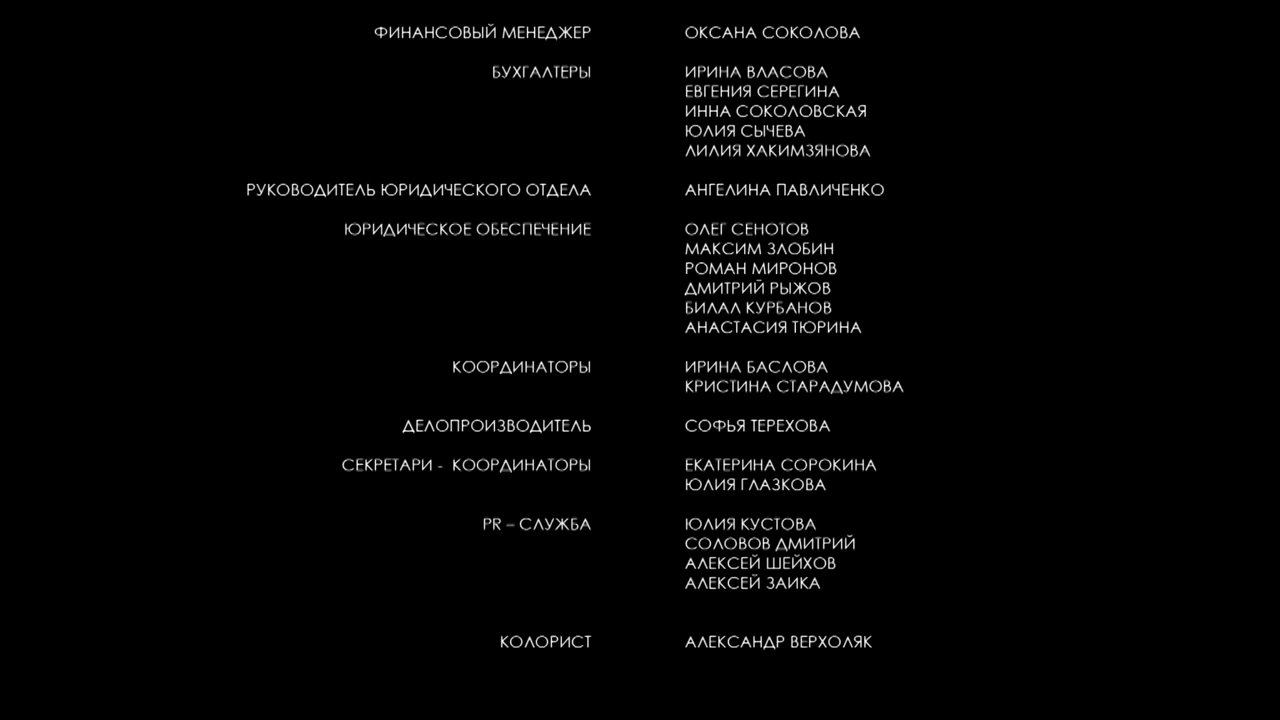 ФИНАНСОВЫЙ МЕНЕДЖЕР ОКСАНА СОКОЛОВА
БУХГАЛТЕРЫ ИРИНА ВЛАСОВА
ЕВГЕНИЯ СЕРЕГИНА
ИННА СОКОЛОВСКАЯ
ЮЛИЯ СЫЧЕВА
ЛИЛИЯ ХАКИМЗЯНОВА
РУКОВОДИТЕЛЬ ЮРИДИЧЕСКОГО ОТДЕЛА АНГЕЛИНА ПАВЛИЧЕНКО
ЮРИДИЧЕСКОЕ ОБЕСПЕЧЕНИЕ ОЛЕГ СЕНОТОВ
МАКСИМ ЗЛОБИН
РОМАН МИРОНОВ
ДМИТРИЙ РЫЖОВ
БИЛАЛ КУРБАНОВ
АНАСТАСИЯ ТЮРИНА
КООРДИНАТОРЫ ИРИНА БАСЛОВА
КРИСТИНА СТАРАДУМОВА
ДЕЛОПРОИЗВОДИТЕЛЬ СОФЬЯ ТЕРЕХОВА
СЕКРЕТАРИ - КООРДИНАТОРЫ ЕКАТЕРИНА СОРОКИНА
ЮЛИЯ ГЛАЗКОВА
PR – СЛУЖБА ЮЛИЯ КУСТОВА
СОЛОВОВ ДМИТРИЙ
АЛЕКСЕЙ ШЕЙХОВ
АЛЕКСЕЙ ЗАИКА
КОЛОРИСТ АЛЕКСАНДР ВЕРХОЛЯК